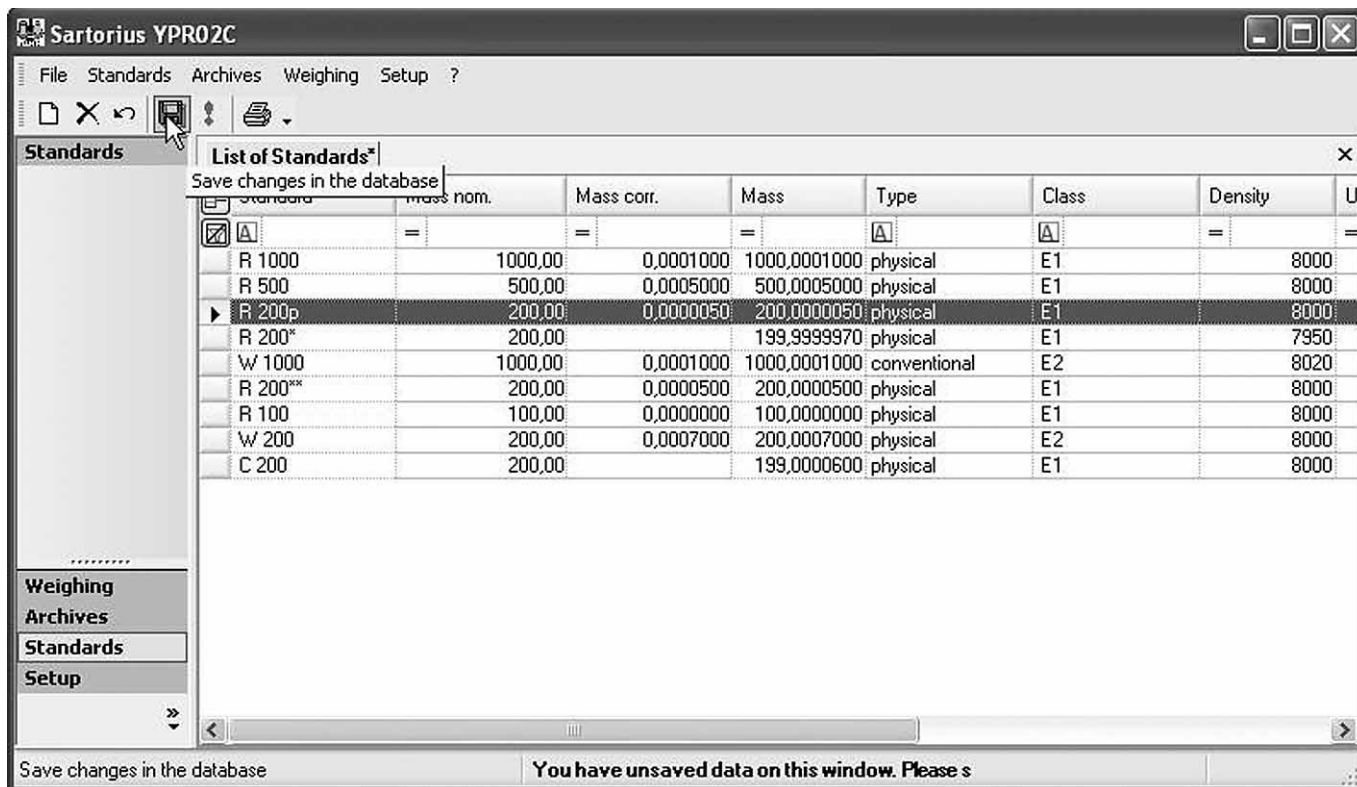 Sartorius YPR02C
File Standards Archives Weighing Setup ?
Standards
List of Standards*
Save changes in the database
Standard Mass nom. Mass corr. Mass Type Class Density U
A = = = A A = =
R 1000 1000,00 0,0001000 1000,0001000 physical E1 8000
R 500 500,00 0,0005000 500,0005000 physical E1 8000
R 200p 200,00 0,0000050 200,0000050 physical E1 8000
R 200* 200,00 199,9999970 physical E1 7950
W 1000 1000,00 0,0001000 1000,0001000 conventional E2 8020
R 200** 200,00 0,0000500 200,0000500 physical E1 8000
R 100 100,00 0,0000000 100,0000000 physical E1 8000
W 200 200,00 0,0007000 200,0007000 physical E2 8000
C 200 200,00 199,0000600 physical E1 8000
Weighing
Archives
Standards
Setup
Save changes in the database You have unsaved data on this window. Please s